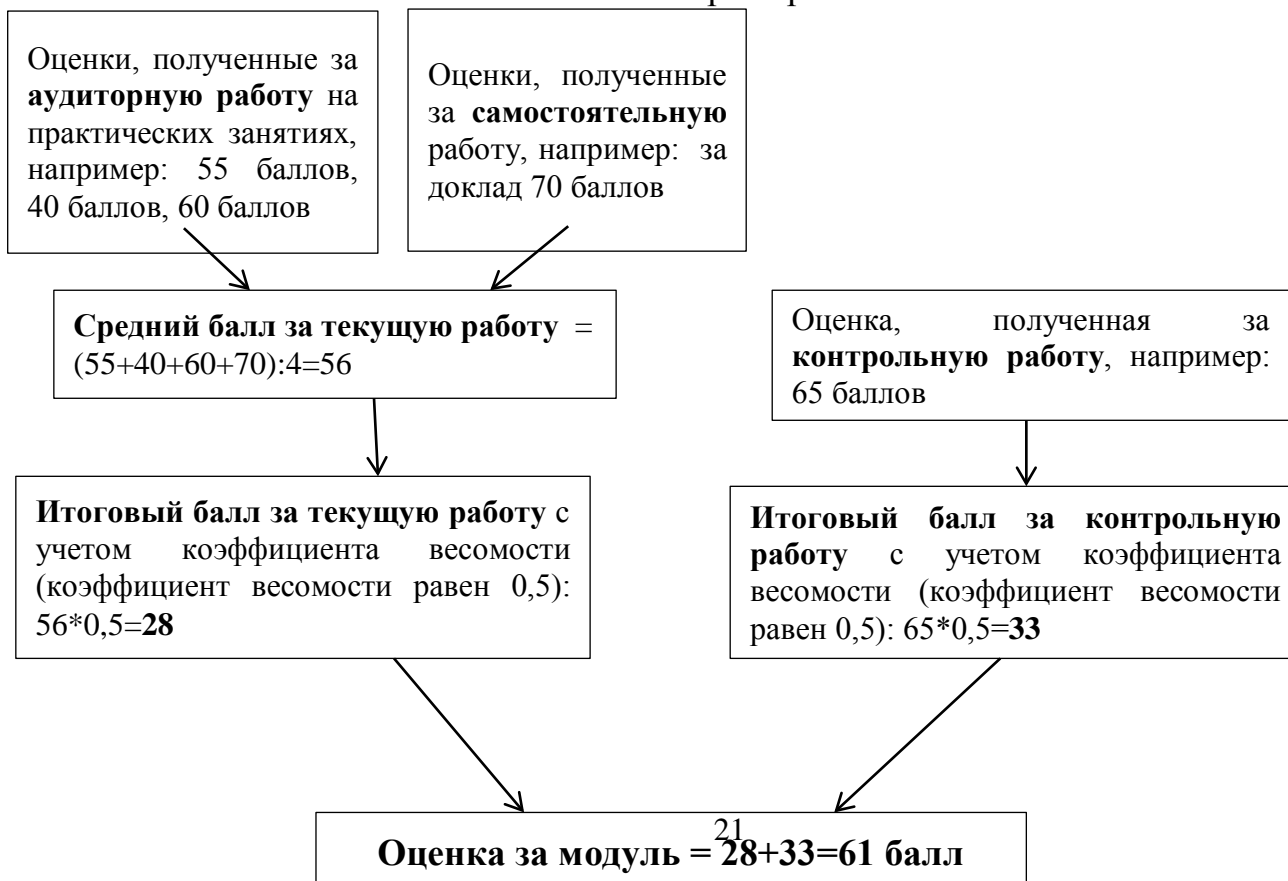 Оценки, полученные за
аудиторную работу на
практических занятиях,
например: 55 баллов,
40 баллов, 60 баллов
Оценки, полученные
за самостоятельную
работу, например: за
доклад 70 баллов
Средний балл за текущую работу =
(55+40+60+70):4=56
Оценка, полученная за
контрольную работу, например:
65 баллов
Итоговый балл за текущую работу с
учетом коэффициента весомости
(коэффициент весомости равен 0,5):
56*0,5=28
Итоговый балл за контрольную
работу с учетом коэффициента
весомости (коэффициент весомости
равен 0,5): 65*0,5=33
21
Оценка за модуль = 28+33=61 балл